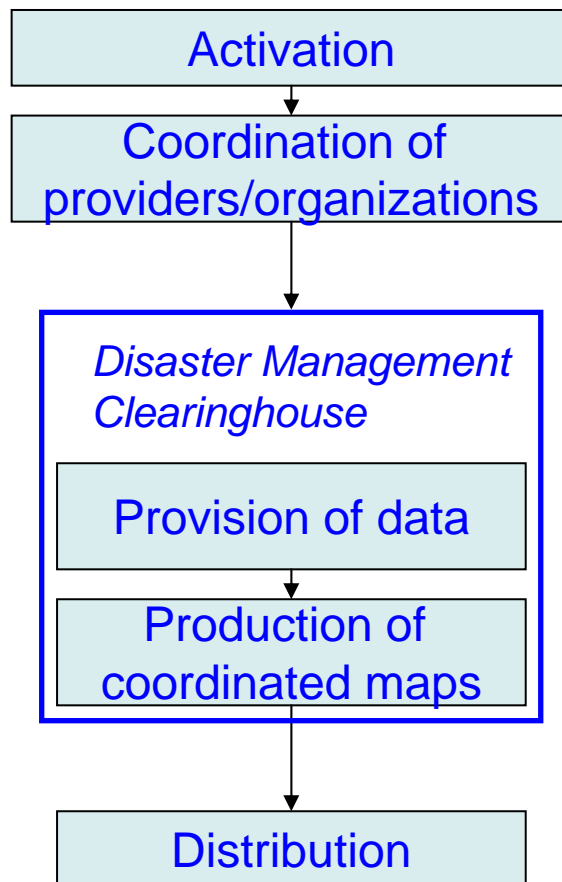 Activation
Coordination of
providers/organizations
Disaster Management
Clearinghouse
Provision of data
Production of
coordinated maps
Distribution